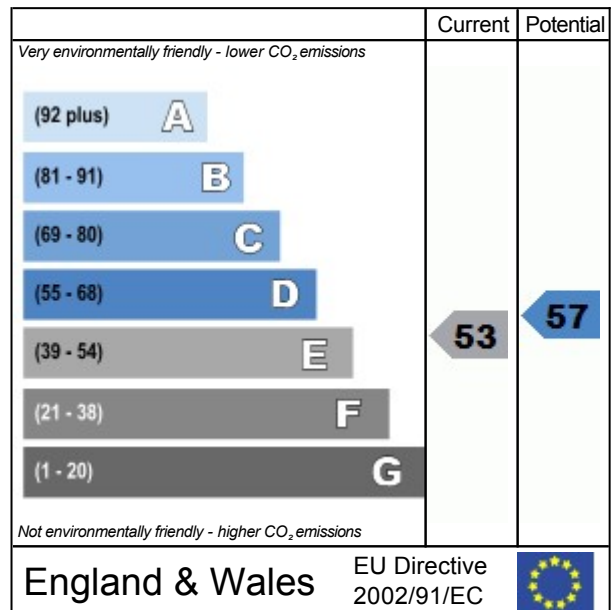 Current Potential
Very environmentally friendly - lower CO₂ emissions
(92 plus) A
(81 - 91) B
(69 - 80) C
(55 - 68) D
(39 - 54) E
(21 - 38) F
(1 - 20) G
53
57
Not environmentally friendly - higher CO₂ emissions
England & Wales
EU Directive
2002/91/EC